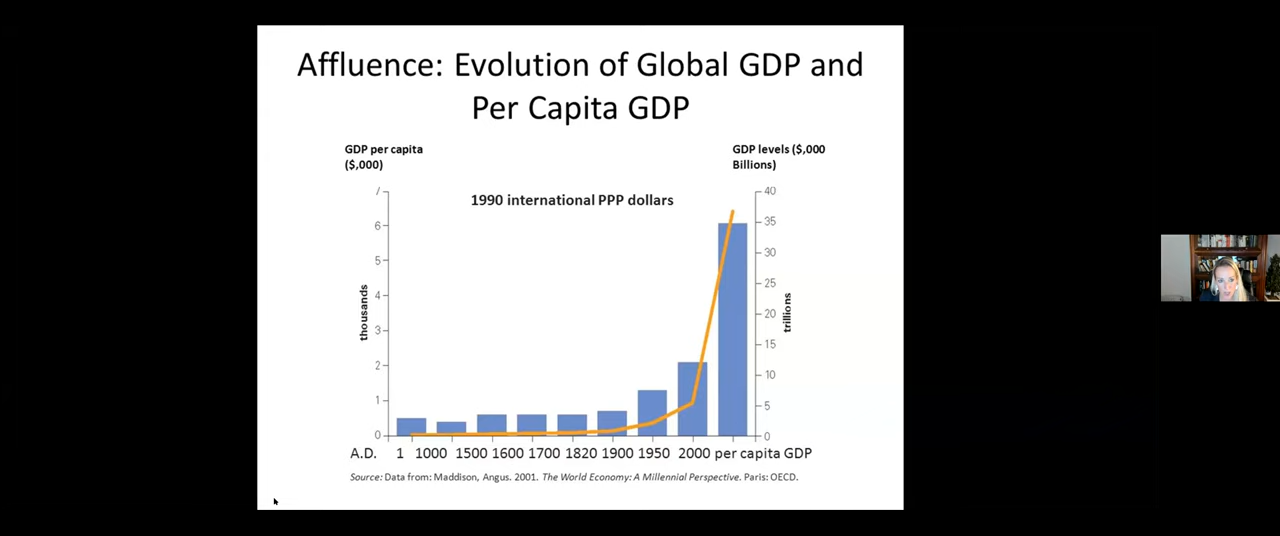 Affluence: Evolution of Global GDP and
Per Capita GDP
GDP per capita
($,000)
GDP levels ($,000
Billions)
1990 international PPP dollars
7
6
5
4
3
2
1
0
thousands
40
35
30
25
20
15
10
5
0
trillions
A.D. 1 1000 1500 1600 1700 1820 1900 1950 2000 per capita GDP
Source: Data from: Maddison, Angus. 2001. The World Economy: A Millennial Perspective. Paris: OECD.